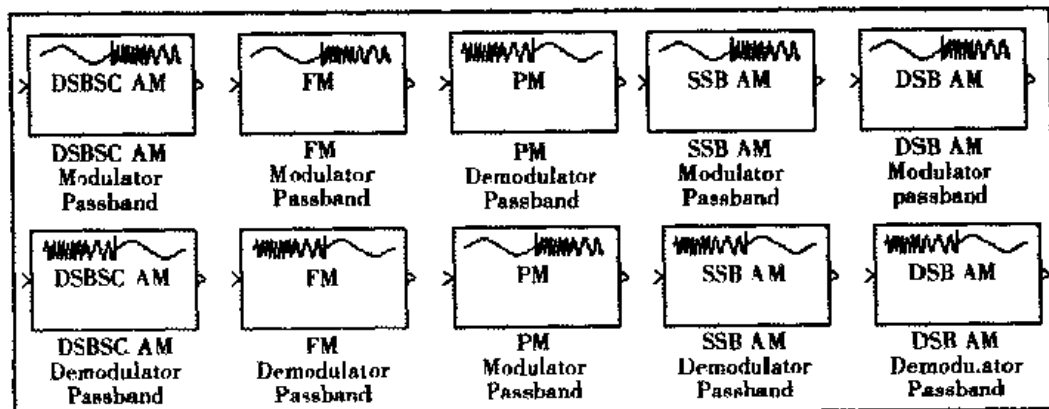 DSBSC AM
FM
PM
SSB AM
DSB AM
DSBSC AM
Modulator
Passband
FM
Modulator
Passband
PM
Demodulator
Passband
SSB AM
Modulator
Passband
DSB AM
Modulator
passband
DSBSC AM
FM
PM
SSB AM
DSB AM
DSBSC AM
Demodulator
Passband
FM
Demodulator
Passband
PM
Modulator
Passband
SSB AM
Demodulator
Passband
DSB AM
Demodulator
Passband